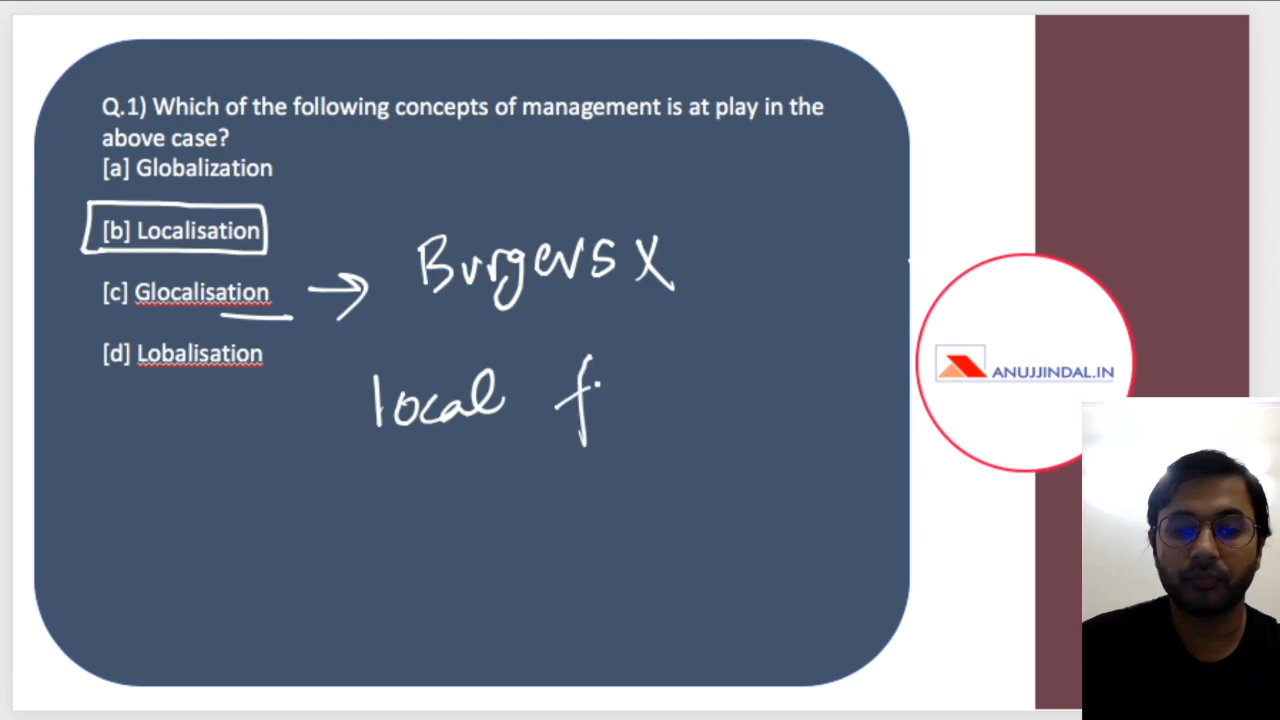 Q.1) Which of the following concepts of management is at play in the
above case?
[a] Globalization
[b] Localisation
[c] Glocalisation
[d] Lobalisation
Burgers X
local f
ANUJJINDAL.IN